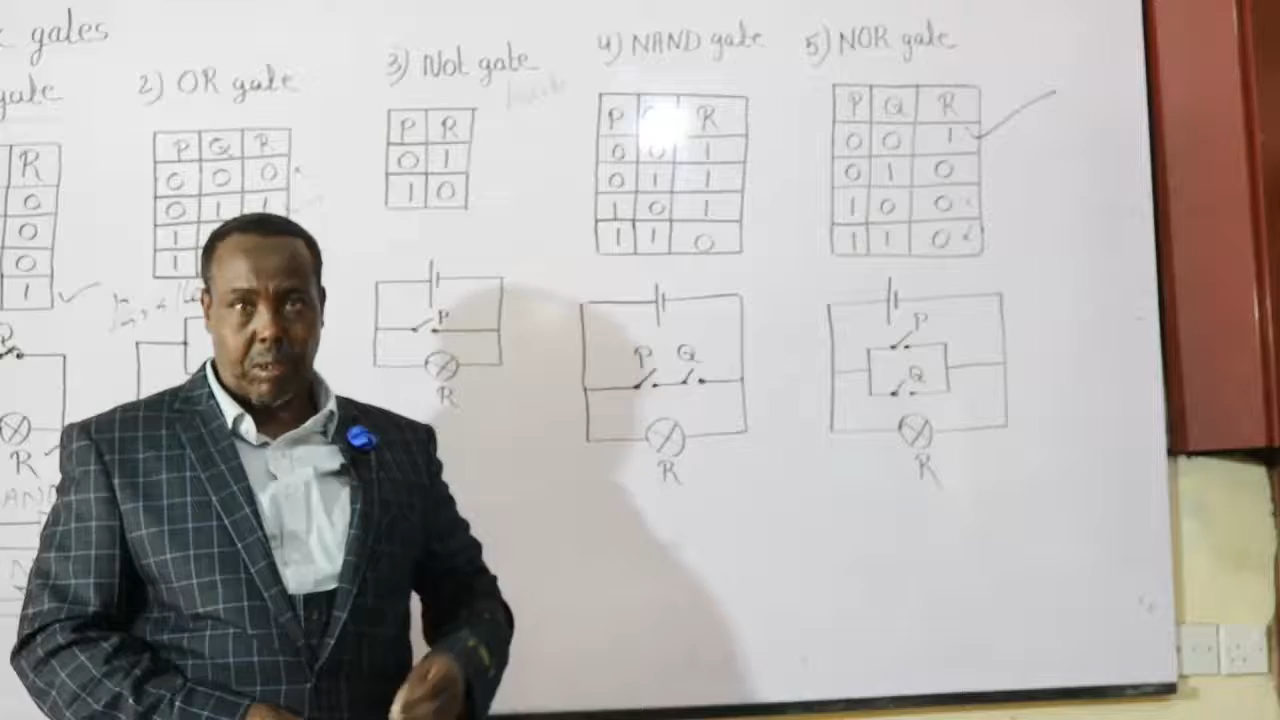 gates
gate
2) OR gate
3) Not gate
4) NAND gate
5) NOR gate
R
0
0
0
1
P Q R
0 0 0
0 1 1
1
1
P R
0 1
1 0
P R
0 0 1
0 1 1
1 0 1
1 1 0
P Q R
0 0 1
0 1 0
1 0 0
1 1 0
P
R
P
R
P Q
R
P
Q
R